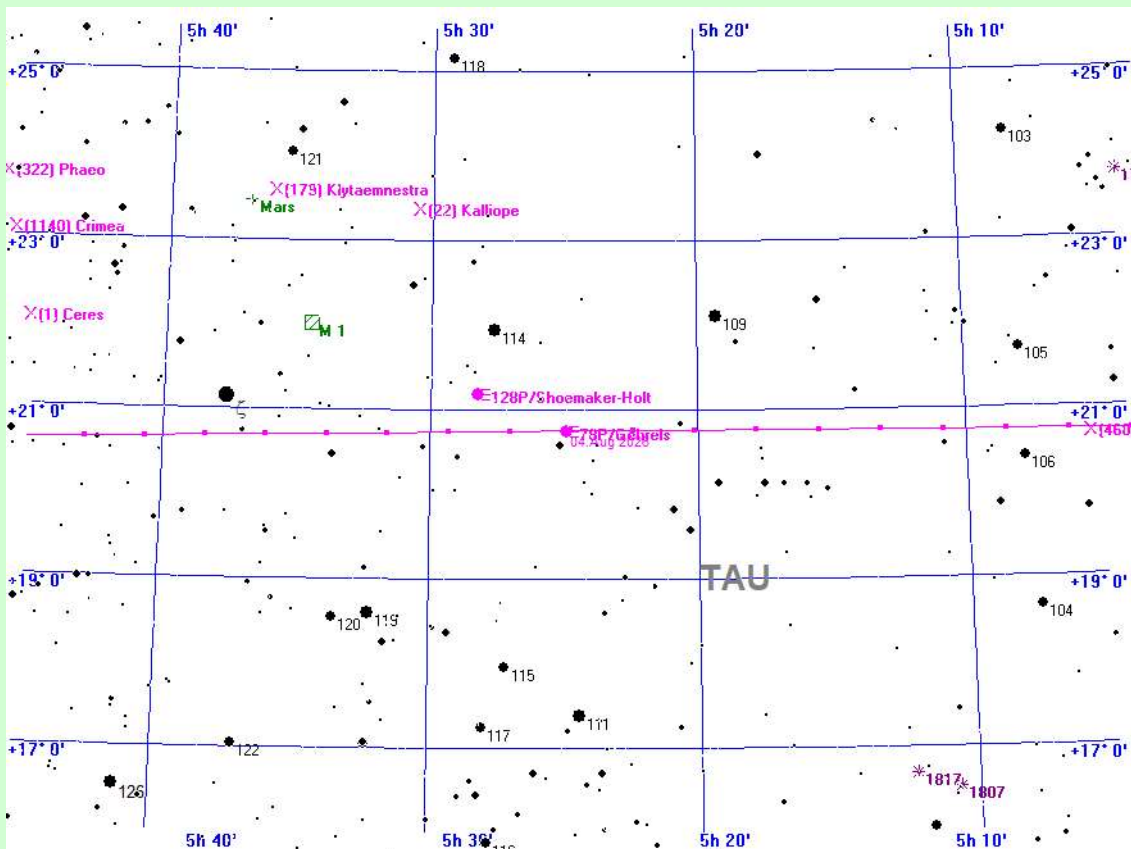 5h 40' 5h 30' 5h 20' 5h 10'
118
+25° 0' +25° 0'
103
121
(322) Phaeo
(179) Klytaemnestra
Mars
(22) Kalliope
(1140) Crimea
+23° 0' +23° 0'
(1) Ceres
M 1
114
109
105
128P/Shoemaker-Holt
+21° 0' +21° 0'
78P/Gehrels
04 Aug 2026
106
+19° 0' TAU +19° 0'
104
120 119
115
111
117
122
+17° 0' +17° 0'
126
1817 1807
5h 40' 5h 30' 5h 20' 5h 10'
116